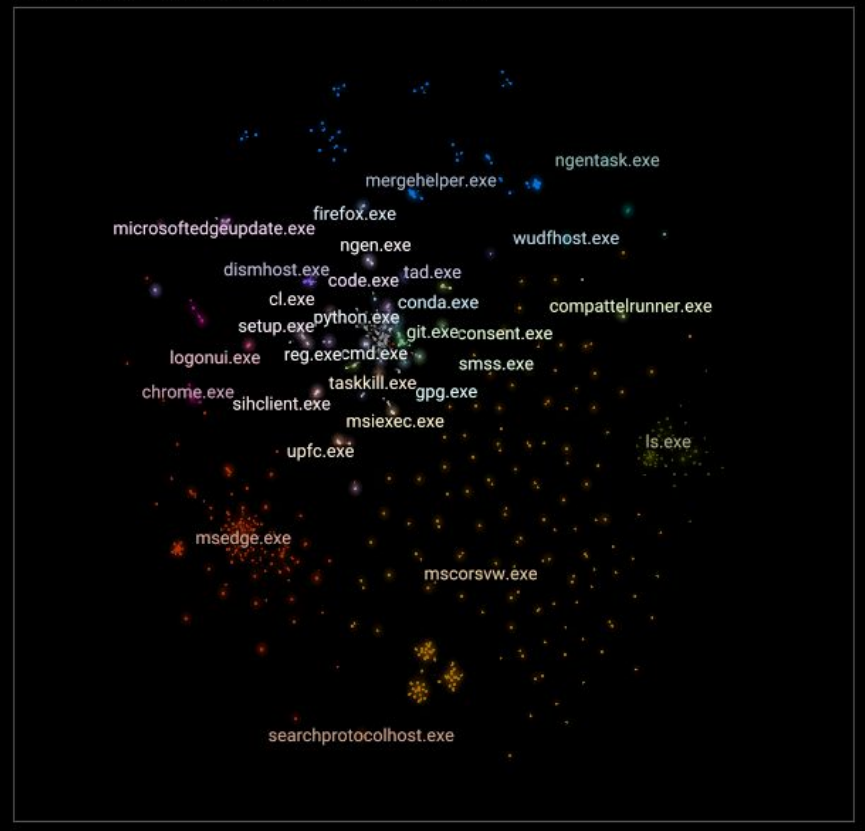 ngentask.exe
mergehelper.exe
firefox.exe
microsoftedgeupdate.exe
wudfhost.exe
ngen.exe
dismhost.exe
tad.exe
code.exe
cl.exe
conda.exe
compattelrunner.exe
python.exe
setup.exe
git.exe
consent.exe
logonui.exe
reg.exe
cmd.exe
smss.exe
taskkill.exe
chrome.exe
gpg.exe
sihclient.exe
msiexec.exe
ls.exe
upfc.exe
msedge.exe
mscorsvw.exe
searchprotocolhost.exe